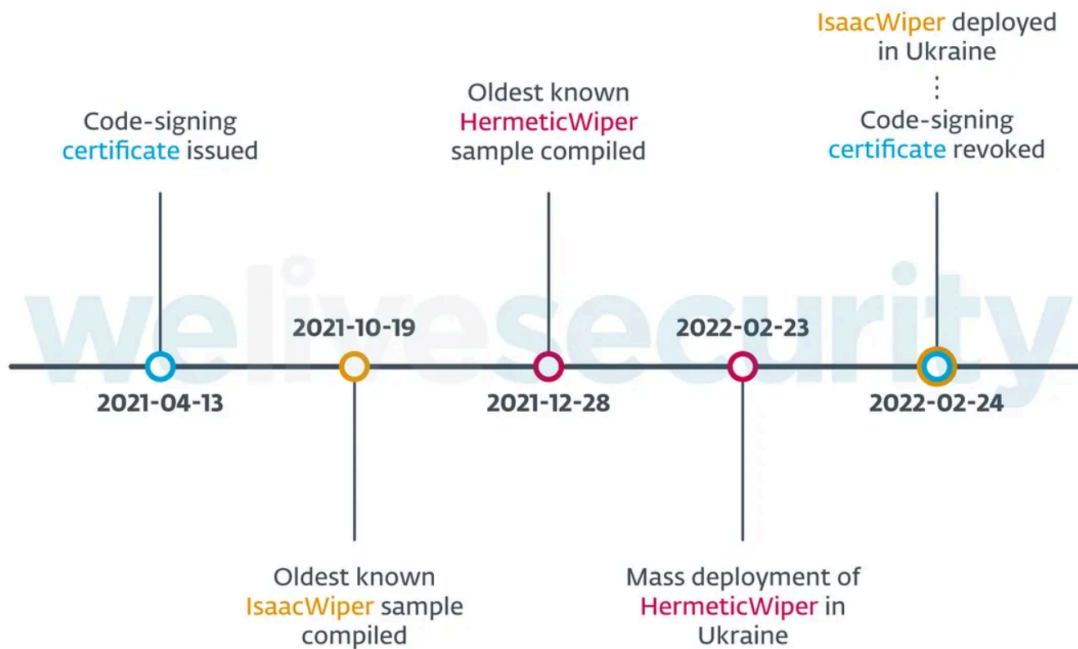 Code-signing
certificate issued
2021-04-13
2021-10-19
Oldest known
IsaacWiper sample
compiled
Oldest known
HermeticWiper
sample compiled
2021-12-28
2022-02-23
Mass deployment of
HermeticWiper in
Ukraine
IsaacWiper deployed
in Ukraine
Code-signing
certificate revoked
2022-02-24
welivesecurity